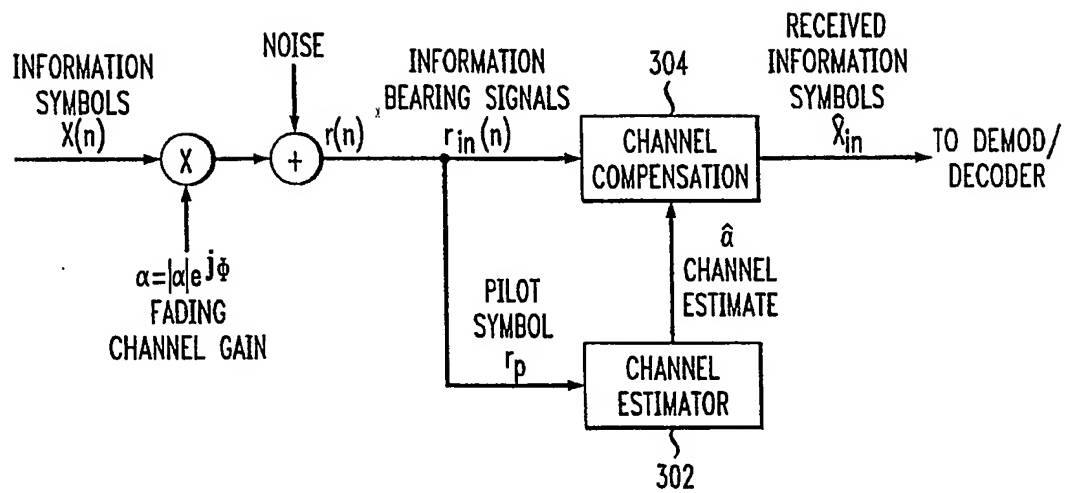 INFORMATION
SYMBOLS
X(n)
X
α=|α|e^jΦ
FADING
CHANNEL GAIN
NOISE
+
r(n)
INFORMATION
BEARING SIGNALS
r_in(n)
PILOT
SYMBOL
r_p
304
CHANNEL
COMPENSATION
α̂
CHANNEL
ESTIMATE
CHANNEL
ESTIMATOR
302
RECEIVED
INFORMATION
SYMBOLS
X̂_in
TO DEMOD/
DECODER